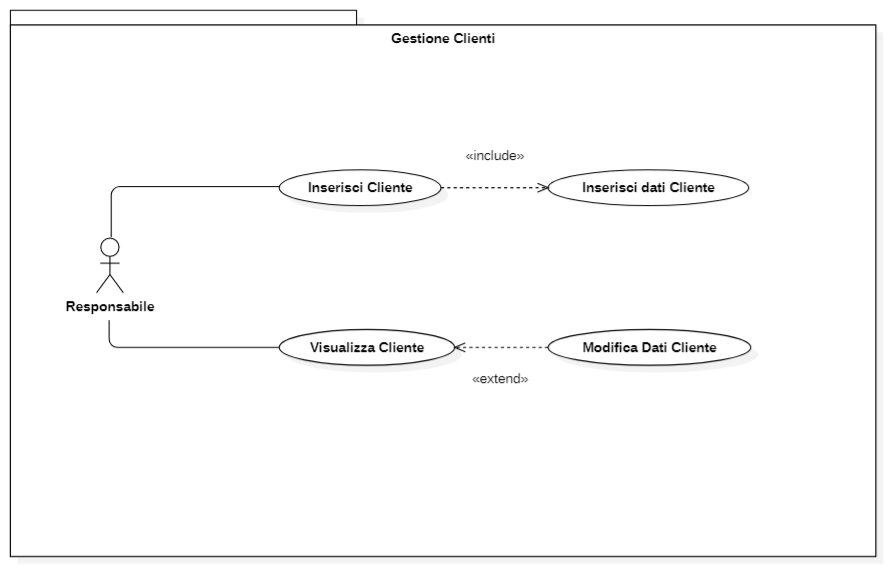 Gestione Clienti
«include»
Inserisci Cliente
Inserisci dati Cliente
Responsabile
Visualizza Cliente
Modifica Dati Cliente
«extend»